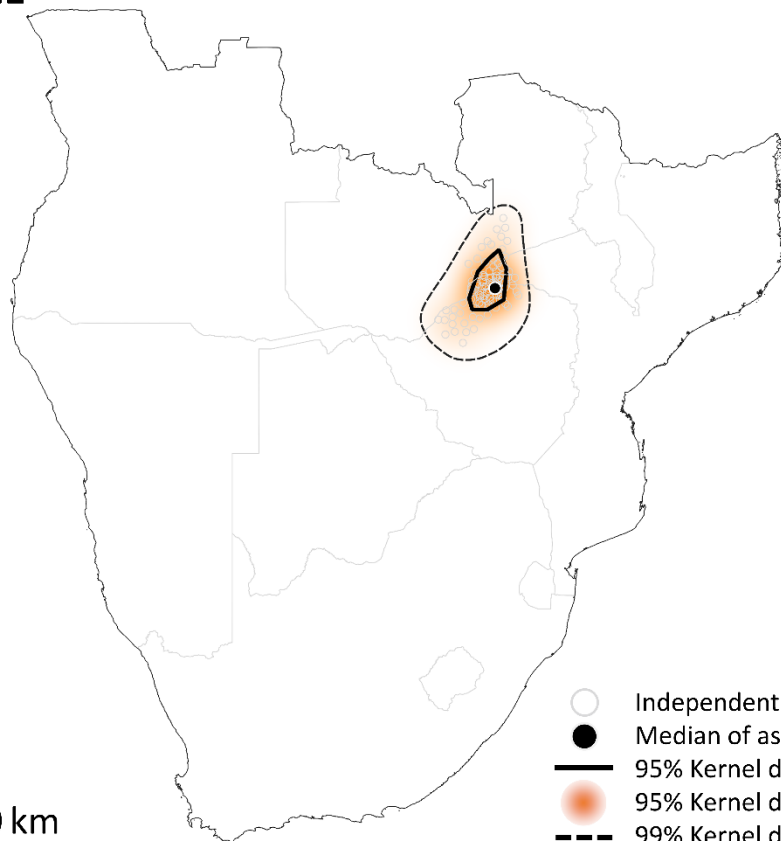 Independent
Median of as
95% Kernel d
95% Kernel d
99% Kernel d
km